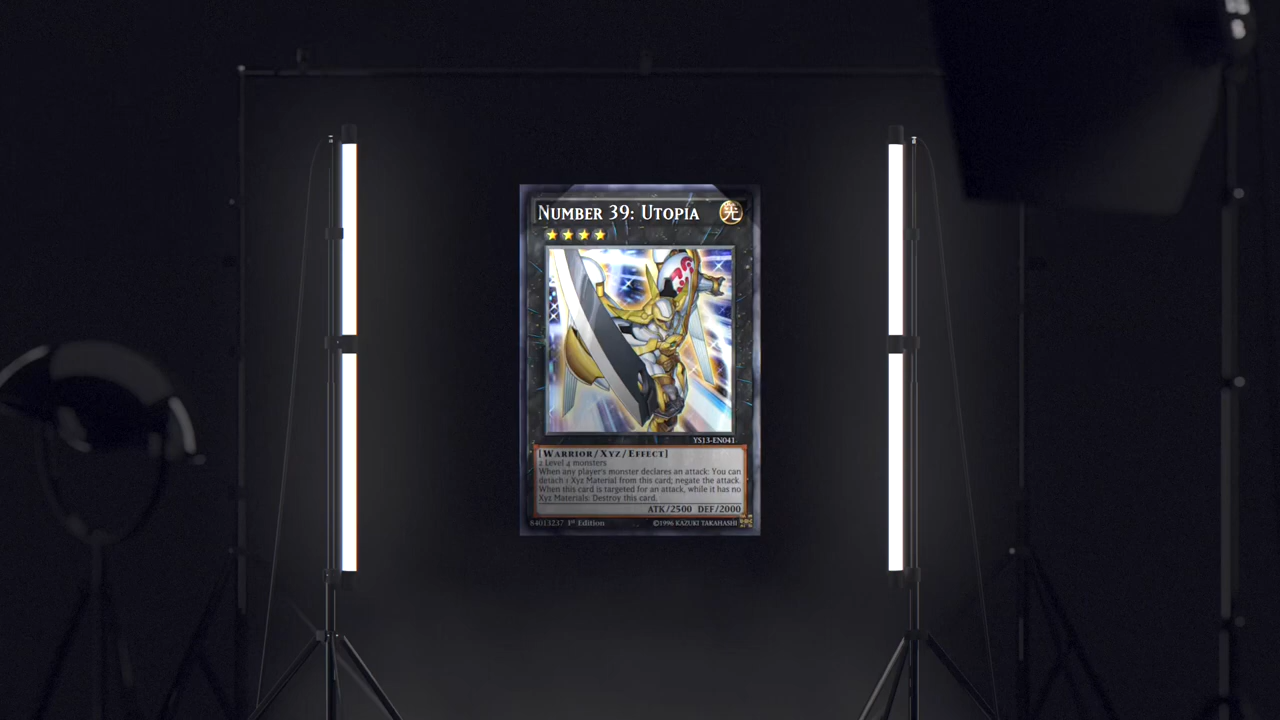 Number 39: Utopia
光
YS13-EN041
[Warrior/Xyz/Effect]
2 Level 4 monsters
When any player's monster declares an attack: You can
detach 1 Xyz Material from this card; negate the attack.
When this card is targeted for an attack, while it has no
Xyz Materials: Destroy this card.
ATK/2500 DEF/2000
84013237 1st Edition ©1996 KAZUKI TAKAHASHI